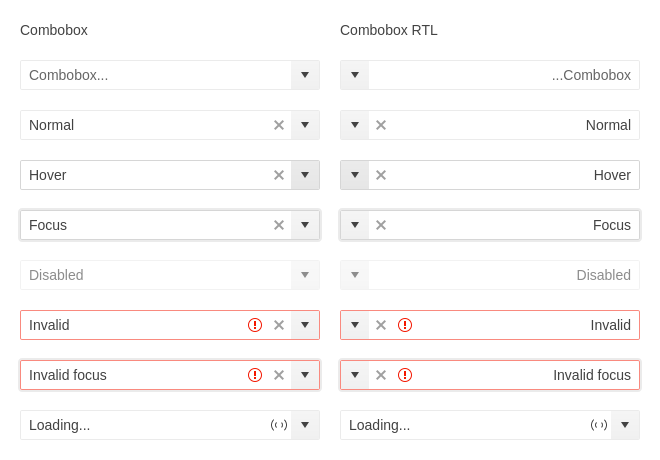 Combobox
Combobox RTL
Combobox...
...Combobox
Normal
Normal
Hover
Hover
Focus
Focus
Disabled
Disabled
Invalid
Invalid
Invalid focus
Invalid focus
Loading...
Loading...